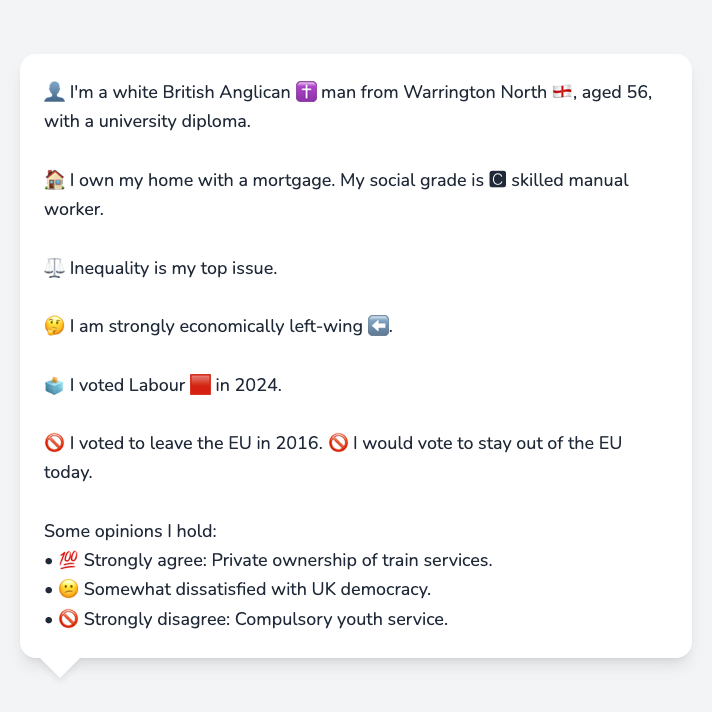 👤 I'm a white British Anglican ✝️ man from Warrington North 🏴󠁧󠁢󠁥󠁮󠁧󠁿, aged 56,
with a university diploma.
🏠 I own my home with a mortgage. My social grade is 🅲 skilled manual
worker.
⚖️ Inequality is my top issue.
🤔 I am strongly economically left-wing ⬅️.
🗳️ I voted Labour 🟥 in 2024.
🚫 I voted to leave the EU in 2016. 🚫 I would vote to stay out of the EU
today.
Some opinions I hold:
• 💯 Strongly agree: Private ownership of train services.
• 😕 Somewhat dissatisfied with UK democracy.
• 🚫 Strongly disagree: Compulsory youth service.